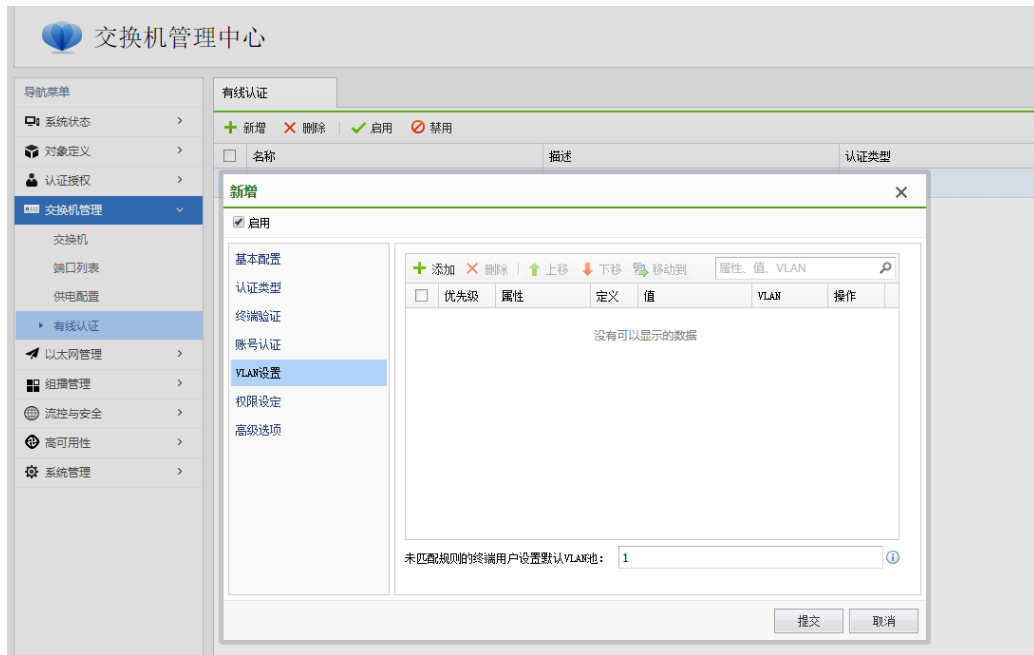 交换机管理中心
导航菜单
系统状态
对象定义
认证授权
交换机管理
交换机
端口列表
供电配置
有线认证
以太网管理
组播管理
流控与安全
高可用性
系统管理
有线认证
新增 删除 启用 禁用
名称 描述 认证类型
新增
启用
基本配置
认证类型
终端验证
账号认证
VLAN设置
权限设定
高级选项
添加 删除 上移 下移 移动到 属性、值、VLAN
优先级 属性 定义 值 VLAN 操作
没有可以显示的数据
未匹配规则的终端用户设置默认VLAN池: 1
提交 取消